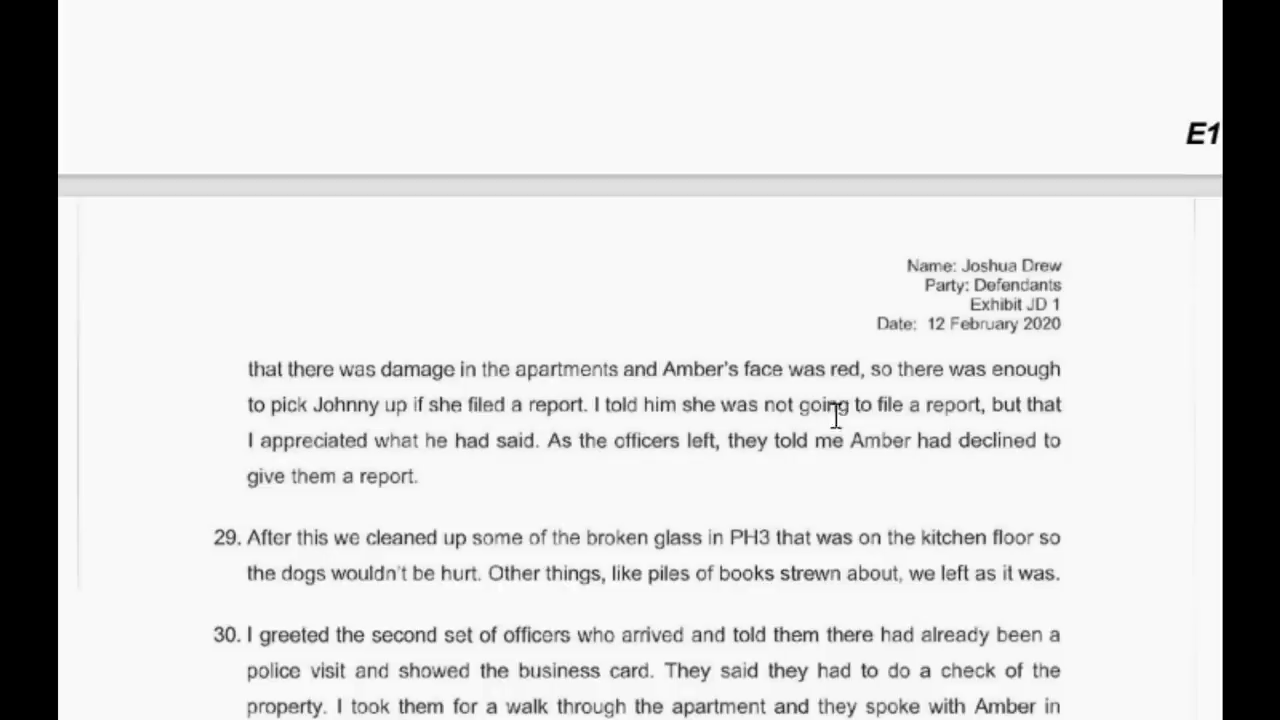 E1
Name: Joshua Drew
Party: Defendants
Exhibit JD 1
Date: 12 February 2020
that there was damage in the apartments and Amber's face was red, so there was enough
to pick Johnny up if she filed a report. I told him she was not going to file a report, but that
I appreciated what he had said. As the officers left, they told me Amber had declined to
give them a report.
29. After this we cleaned up some of the broken glass in PH3 that was on the kitchen floor so
the dogs wouldn't be hurt. Other things, like piles of books strewn about, we left as it was.
30. I greeted the second set of officers who arrived and told them there had already been a
police visit and showed the business card. They said they had to do a check of the
property. I took them for a walk through the apartment and they spoke with Amber in